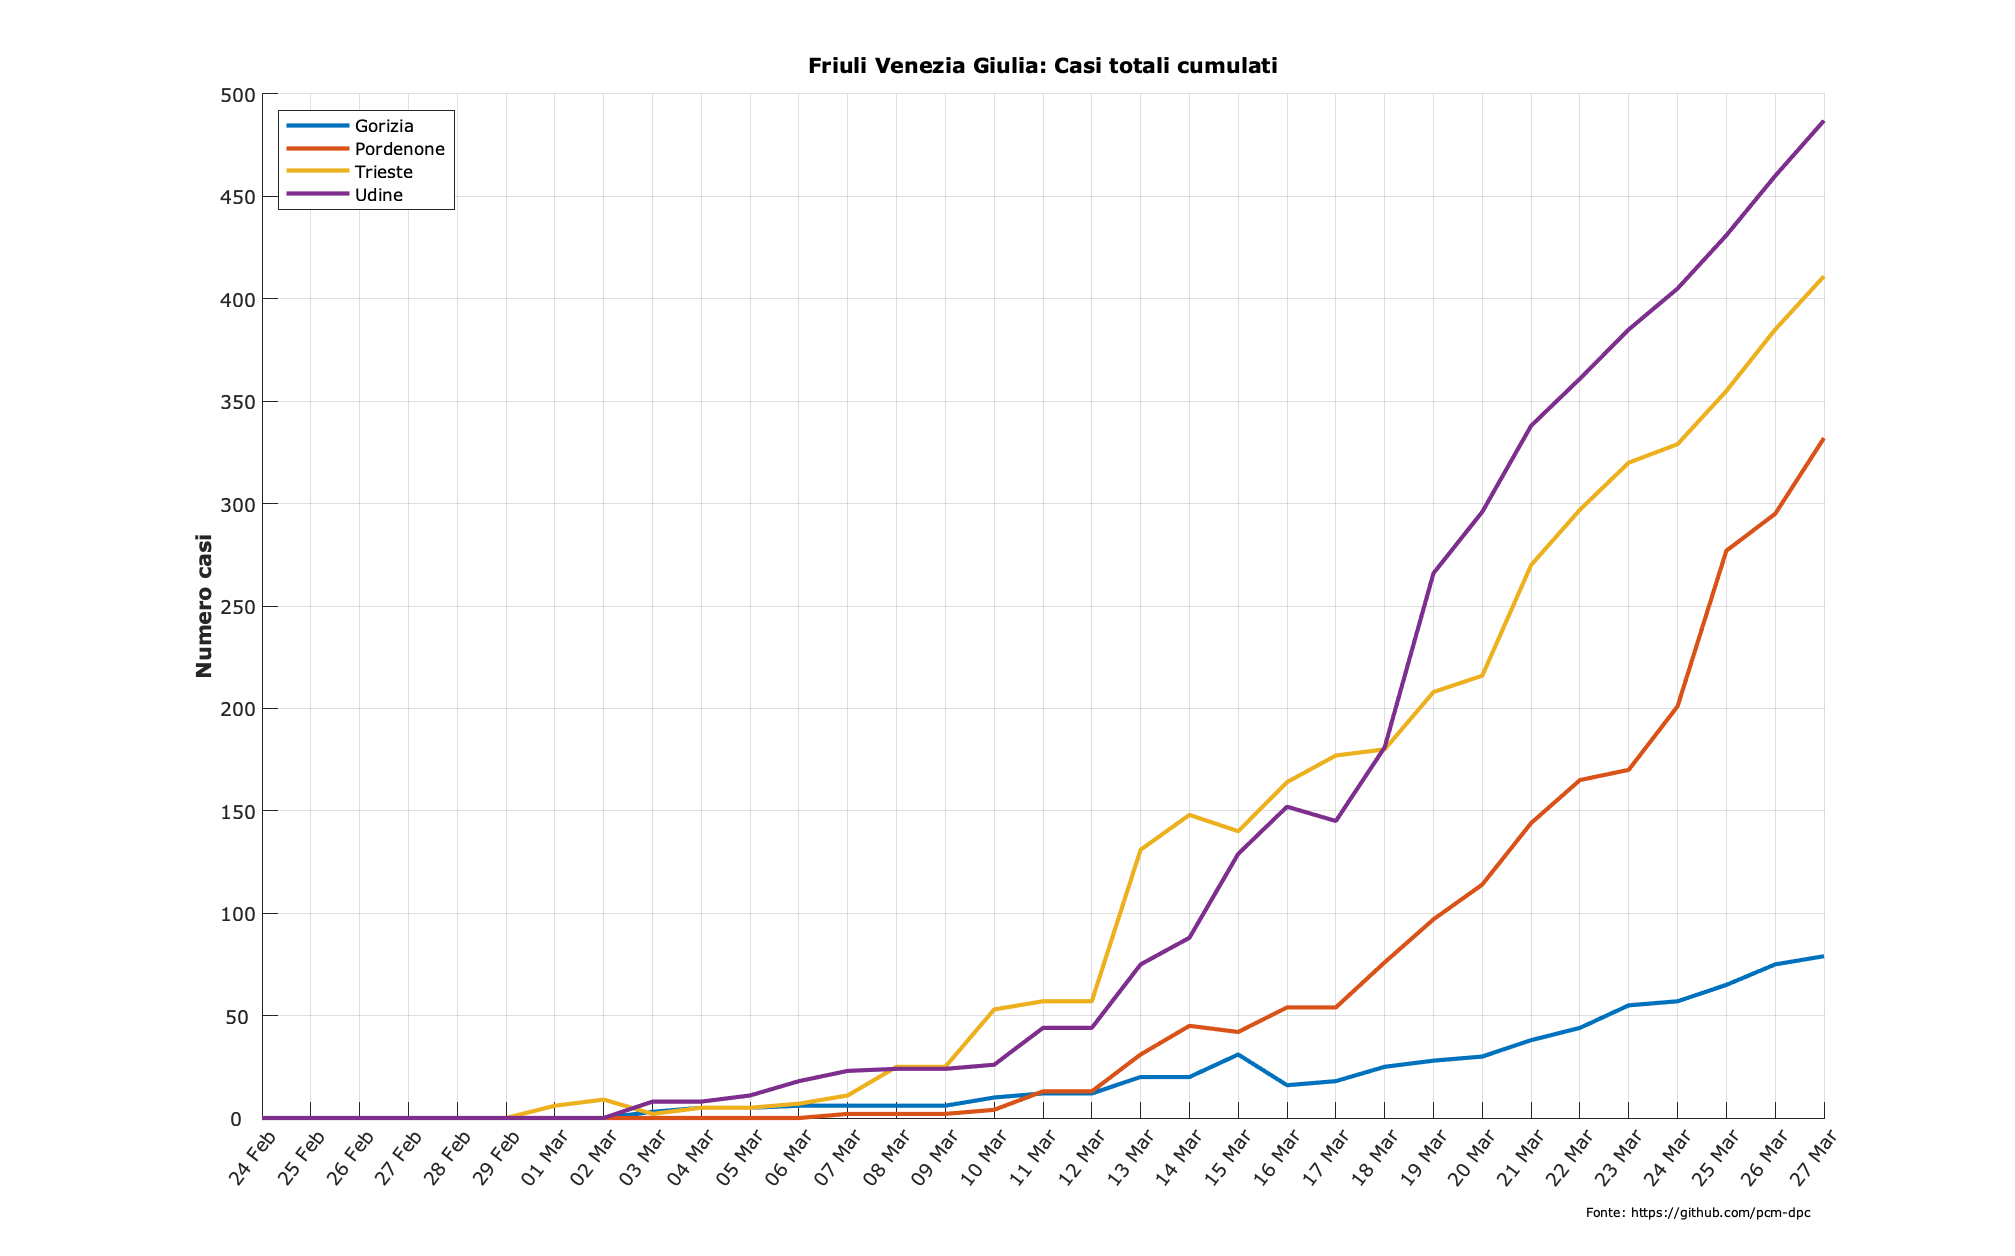 Friuli Venezia Giulia: Casi totali cumulati
500
450
400
350
300
250
200
150
100
50
0
Numero casi
Gorizia
Pordenone
Trieste
Udine
24 Feb
25 Feb
26 Feb
27 Feb
28 Feb
29 Feb
01 Mar
02 Mar
03 Mar
04 Mar
05 Mar
06 Mar
07 Mar
08 Mar
09 Mar
10 Mar
11 Mar
12 Mar
13 Mar
14 Mar
15 Mar
16 Mar
17 Mar
18 Mar
19 Mar
20 Mar
21 Mar
22 Mar
23 Mar
24 Mar
25 Mar
26 Mar
27 Mar
Fonte: https://github.com/pcm-dpc